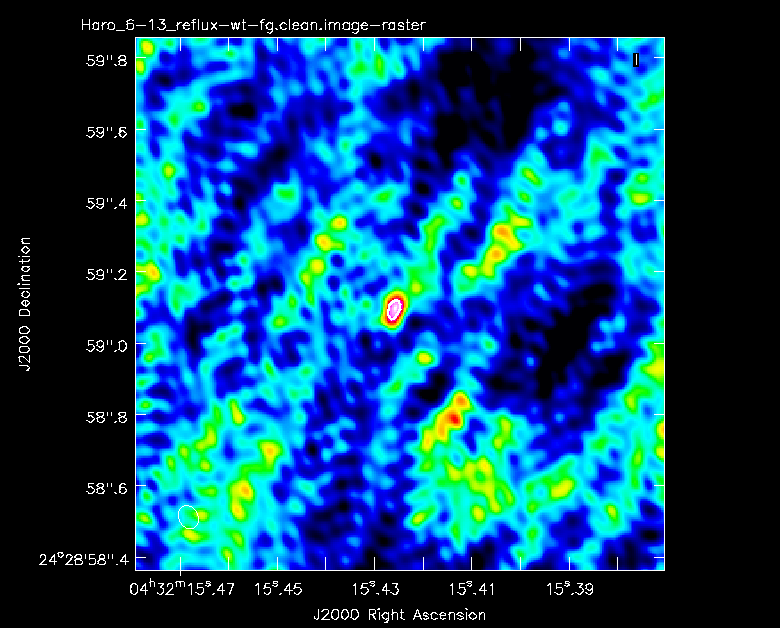 Haro_6-13_reflux-wt-fg.clean.image-raster
59".8
59".6
59".4
59".2
59".0
58".8
58".6
24°28'58".4
04ʰ32ᵐ15ˢ.47 15ˢ.45 15ˢ.43 15ˢ.41 15ˢ.39
J2000 Right Ascension
J2000 Declination